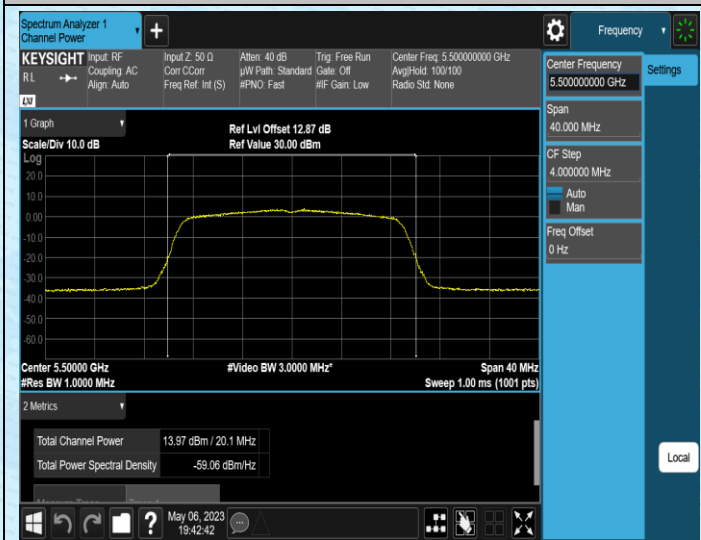 Spectrum Analyzer 1
Channel Power
Frequency
KEYSIGHT
RL
LXI
Input: RF
Coupling: AC
Align: Auto
Input Z: 50 Ω
Corr CCorr
Freq Ref: Int (S)
Atten: 40 dB
µW Path: Standard
#PNO: Fast
Trig: Free Run
Gate: Off
#IF Gain: Low
Center Freq: 5.500000000 GHz
Avg|Hold: 100/100
Radio Std: None
Center Frequency
5.500000000 GHz
Settings
Span
40.000 MHz
CF Step
4.000000 MHz
Auto
Man
Freq Offset
0 Hz
1 Graph
Scale/Div 10.0 dB
Ref Lvl Offset 12.87 dB
Ref Value 30.00 dBm
Log
20.0
10.0
0.00
-10.0
-20.0
-30.0
-40.0
-50.0
-60.0
Center 5.50000 GHz
#Video BW 3.0000 MHz*
Span 40 MHz
#Res BW 1.0000 MHz
Sweep 1.00 ms (1001 pts)
2 Metrics
Total Channel Power 13.97 dBm / 20.1 MHz
Total Power Spectral Density -59.06 dBm/Hz
Local
?
May 06, 2023
19:42:42